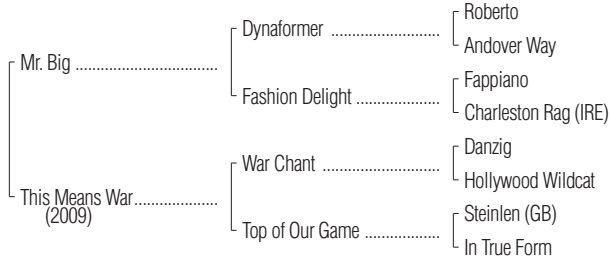 Roberto
Dynaformer ..............................
Andover Way
Mr. Big ..................................
Fappiano
Fashion Delight ....................
Charleston Rag (IRE)
Danzig
War Chant ............................
Hollywood Wildcat
This Means War....................
(2009)
Steinlen (GB)
Top of Our Game ..................
In True Form